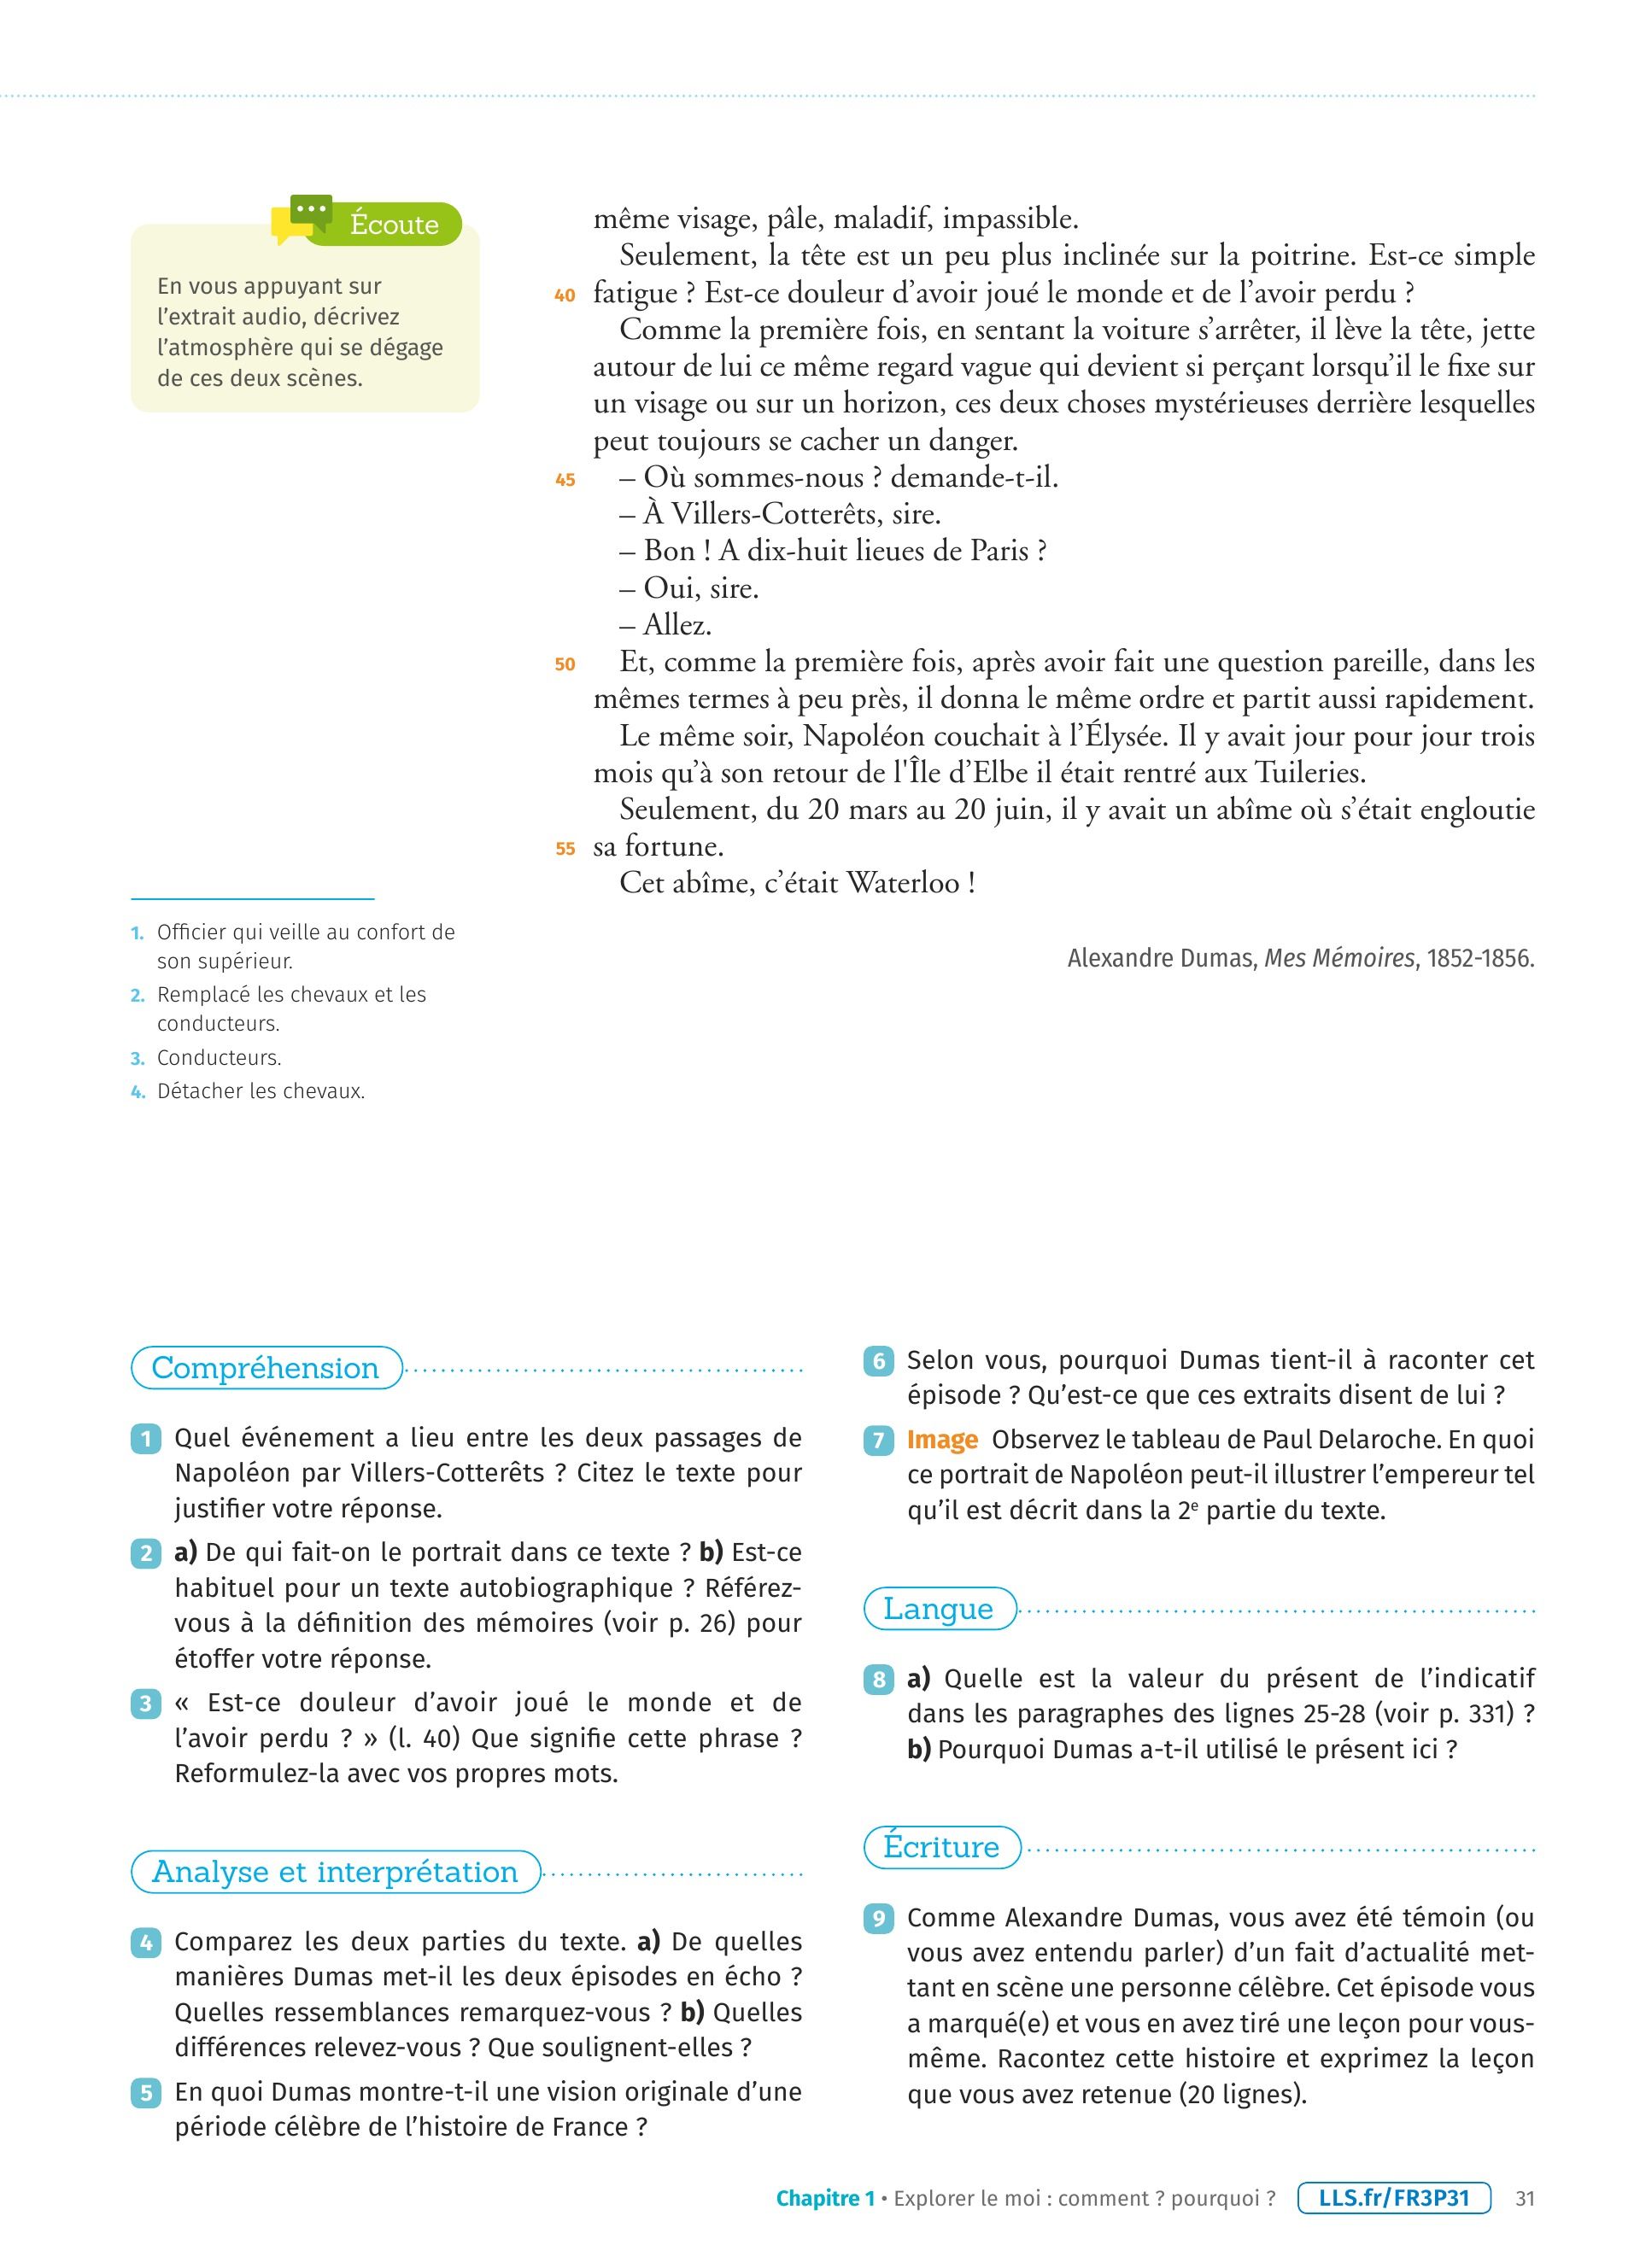 Écoute
En vous appuyant sur
l’extrait audio, décrivez
l’atmosphère qui se dégage
de ces deux scènes.
même visage, pâle, maladif, impassible.
Seulement, la tête est un peu plus inclinée sur la poitrine. Est-ce simple
40 fatigue ? Est-ce douleur d’avoir joué le monde et de l’avoir perdu ?
Comme la première fois, en sentant la voiture s’arrêter, il lève la tête, jette
autour de lui ce même regard vague qui devient si perçant lorsqu’il le fixe sur
un visage ou sur un horizon, ces deux choses mystérieuses derrière lesquelles
peut toujours se cacher un danger.
45 – Où sommes-nous ? demande-t-il.
– À Villers-Cotterêts, sire.
– Bon ! A dix-huit lieues de Paris ?
– Oui, sire.
– Allez.
50 Et, comme la première fois, après avoir fait une question pareille, dans les
mêmes termes à peu près, il donna le même ordre et partit aussi rapidement.
Le même soir, Napoléon couchait à l’Élysée. Il y avait jour pour jour trois
mois qu’à son retour de l'Île d’Elbe il était rentré aux Tuileries.
Seulement, du 20 mars au 20 juin, il y avait un abîme où s’était engloutie
55 sa fortune.
Cet abîme, c’était Waterloo !
Alexandre Dumas, Mes Mémoires, 1852-1856.
1. Officier qui veille au confort de
son supérieur.
2. Remplacé les chevaux et les
conducteurs.
3. Conducteurs.
4. Détacher les chevaux.
Compréhension
1 Quel événement a lieu entre les deux passages de
Napoléon par Villers-Cotterêts ? Citez le texte pour
justifier votre réponse.
2 a) De qui fait-on le portrait dans ce texte ? b) Est-ce
habituel pour un texte autobiographique ? Référez-
vous à la définition des mémoires (voir p. 26) pour
étoffer votre réponse.
3 « Est-ce douleur d’avoir joué le monde et de
l’avoir perdu ? » (l. 40) Que signifie cette phrase ?
Reformulez-la avec vos propres mots.
Analyse et interprétation
4 Comparez les deux parties du texte. a) De quelles
manières Dumas met-il les deux épisodes en écho ?
Quelles ressemblances remarquez-vous ? b) Quelles
différences relevez-vous ? Que soulignent-elles ?
5 En quoi Dumas montre-t-il une vision originale d’une
période célèbre de l’histoire de France ?
6 Selon vous, pourquoi Dumas tient-il à raconter cet
épisode ? Qu’est-ce que ces extraits disent de lui ?
7 Image Observez le tableau de Paul Delaroche. En quoi
ce portrait de Napoléon peut-il illustrer l’empereur tel
qu’il est décrit dans la 2e partie du texte.
Langue
8 a) Quelle est la valeur du présent de l’indicatif
dans les paragraphes des lignes 25-28 (voir p. 331) ?
b) Pourquoi Dumas a-t-il utilisé le présent ici ?
Écriture
9 Comme Alexandre Dumas, vous avez été témoin (ou
vous avez entendu parler) d’un fait d’actualité met-
tant en scène une personne célèbre. Cet épisode vous
a marqué(e) et vous en avez tiré une leçon pour vous-
même. Racontez cette histoire et exprimez la leçon
que vous avez retenue (20 lignes).
Chapitre 1 • Explorer le moi : comment ? pourquoi ? LLS.fr/FR3P31 31